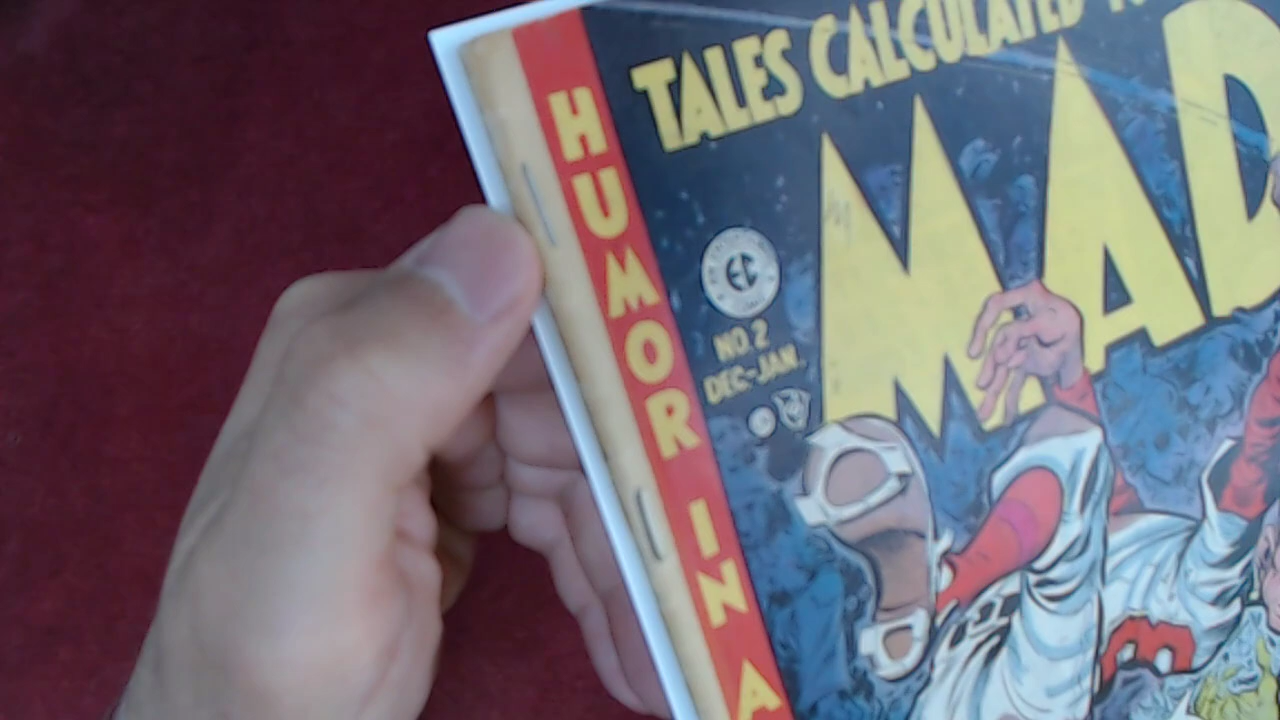 TALES CALCULATED
MAD
HUMOR IN A
EC
NO. 2
DEC.-JAN.